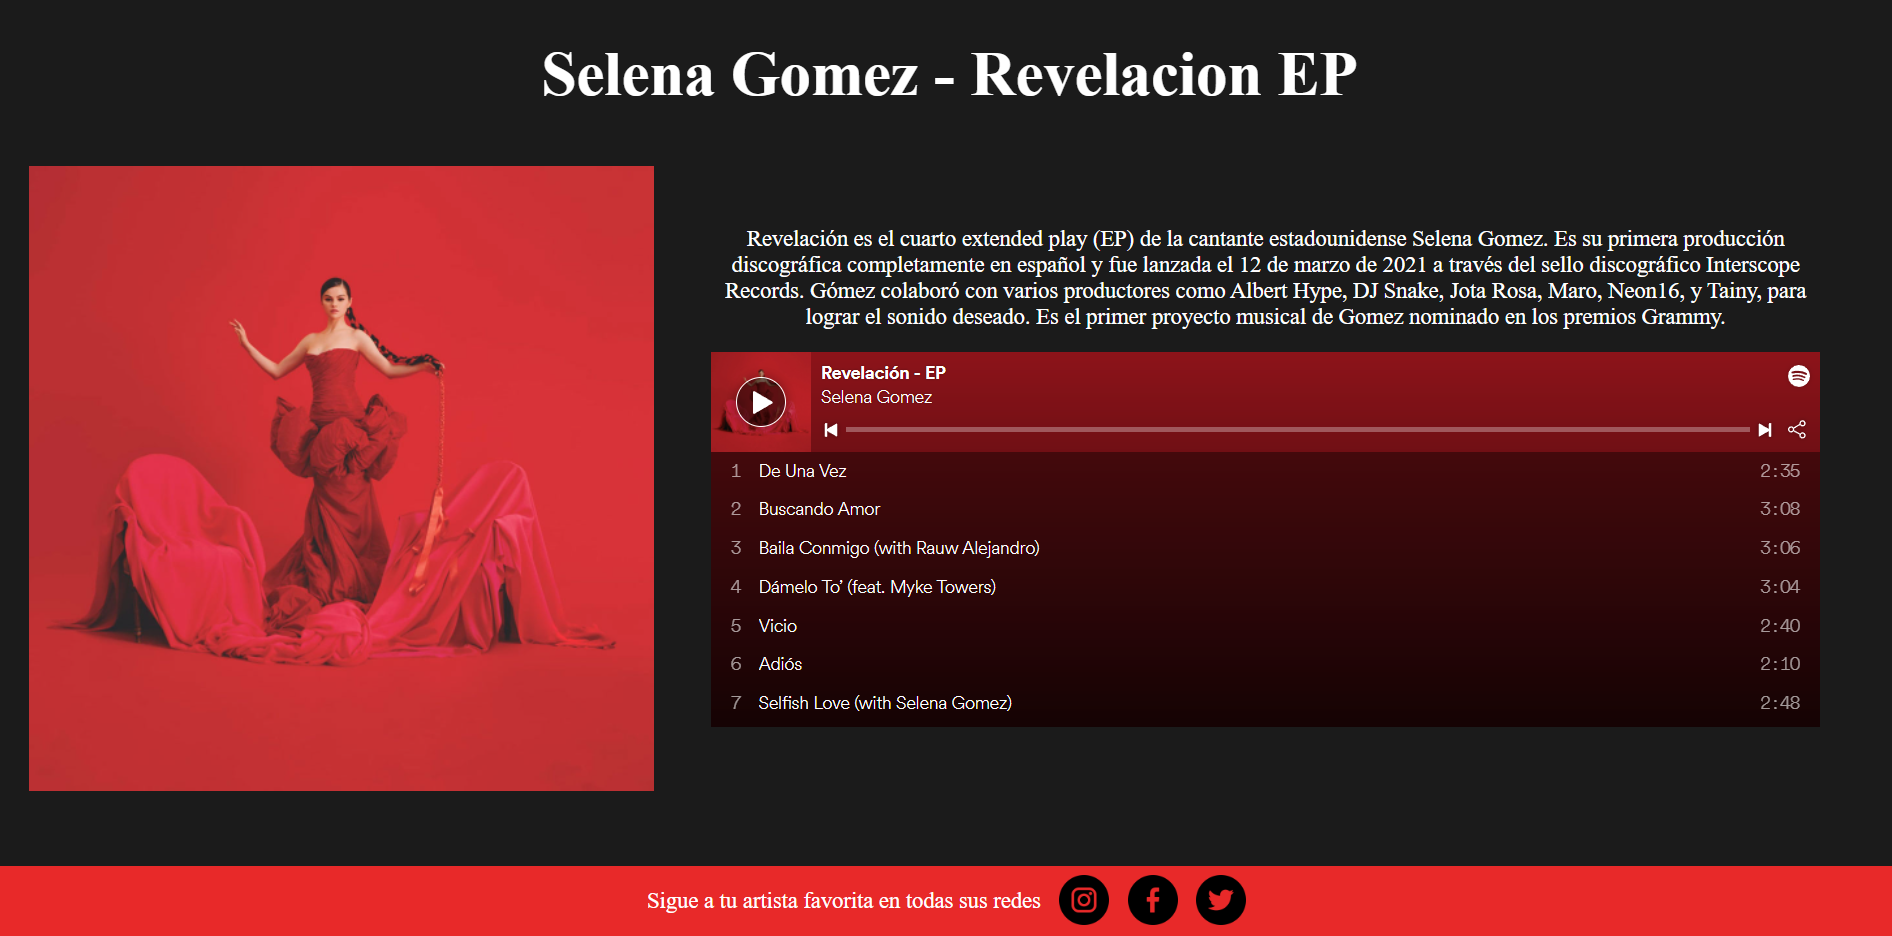 Selena Gomez - Revelacion EP
Revelación es el cuarto extended play (EP) de la cantante estadounidense Selena Gomez. Es su primera producción
discográfica completamente en español y fue lanzada el 12 de marzo de 2021 a través del sello discográfico Interscope
Records. Gómez colaboró con varios productores como Albert Hype, DJ Snake, Jota Rosa, Maro, Neon16, y Tainy, para
lograr el sonido deseado. Es el primer proyecto musical de Gomez nominado en los premios Grammy.
Revelación - EP
Selena Gomez
1 De Una Vez 2:35
2 Buscando Amor 3:08
3 Baila Conmigo (with Rauw Alejandro) 3:06
4 Dámelo To’ (feat. Myke Towers) 3:04
5 Vicio 2:40
6 Adiós 2:10
7 Selfish Love (with Selena Gomez) 2:48
Sigue a tu artista favorita en todas sus redes